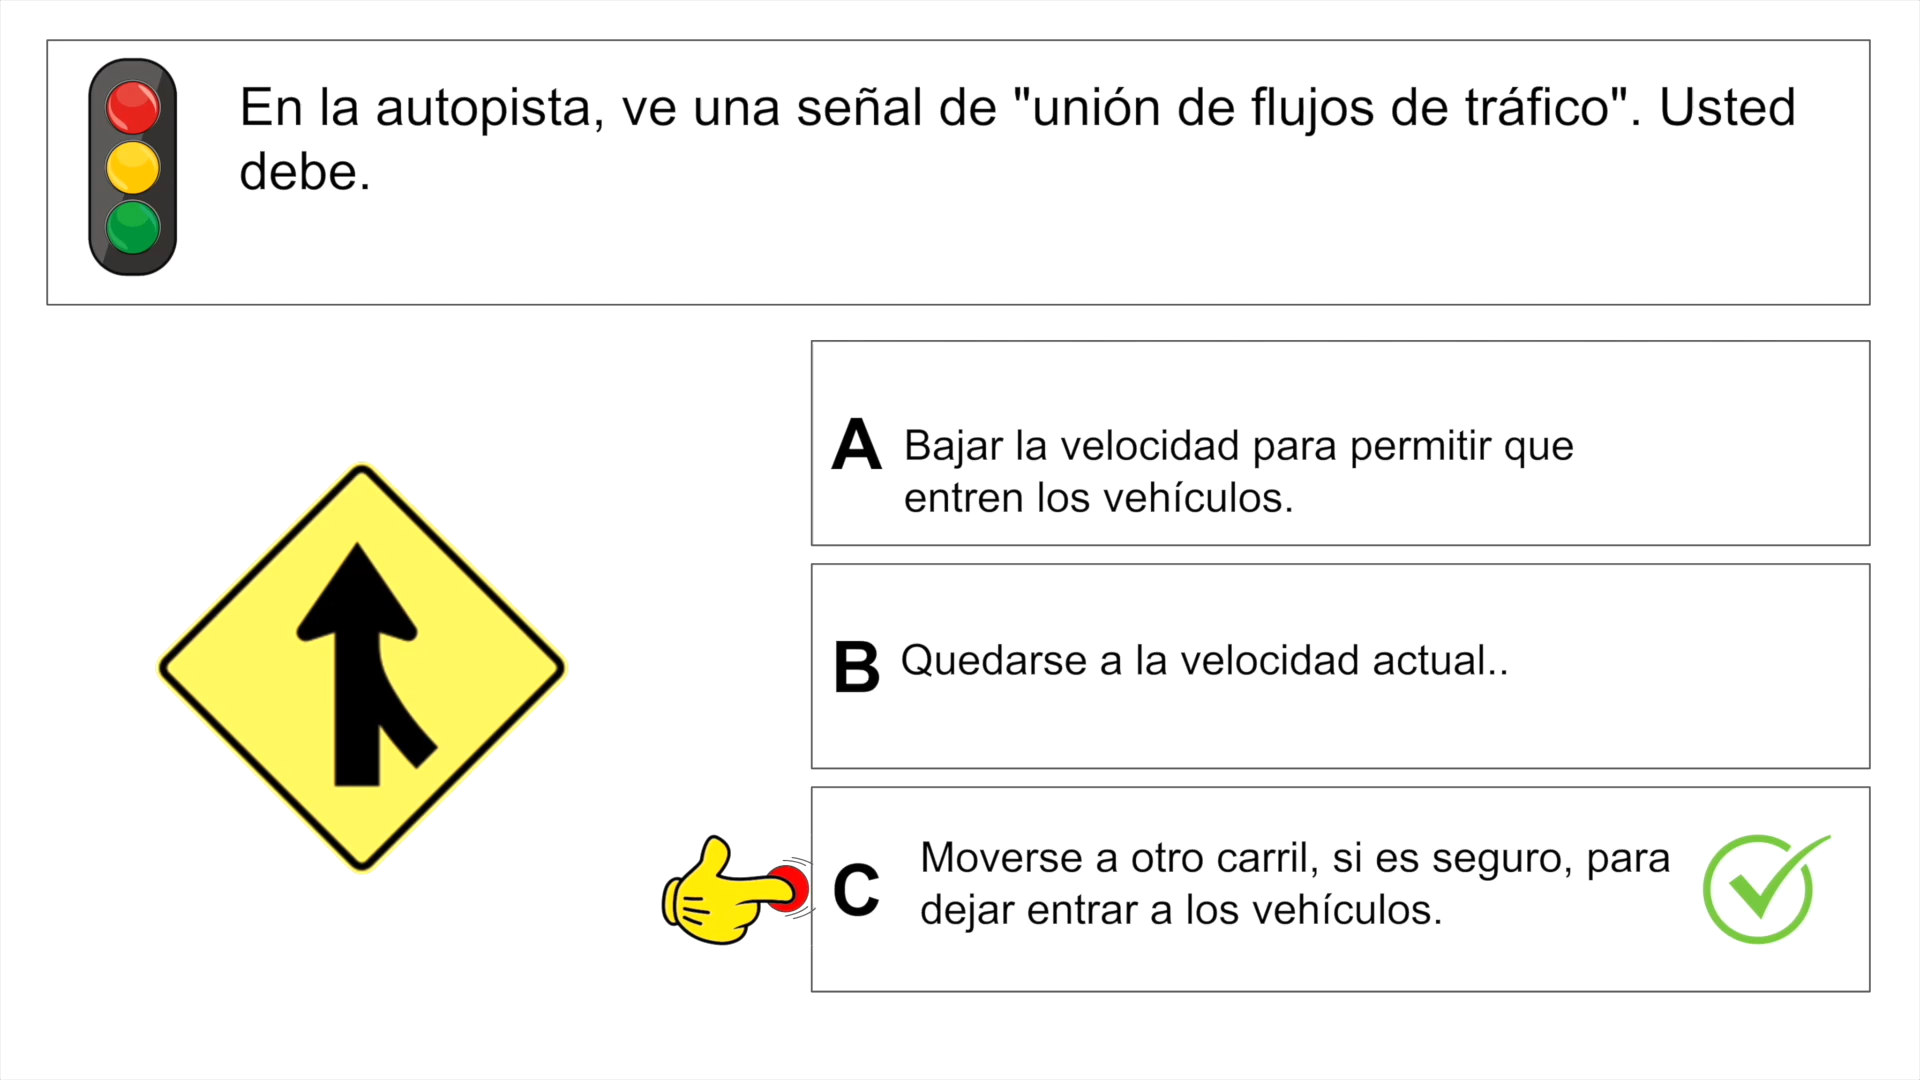 En la autopista, ve una señal de "unión de flujos de tráfico". Usted
debe.
A
Bajar la velocidad para permitir que
entren los vehículos.
B
Quedarse a la velocidad actual..
C
Moverse a otro carril, si es seguro, para
dejar entrar a los vehículos.